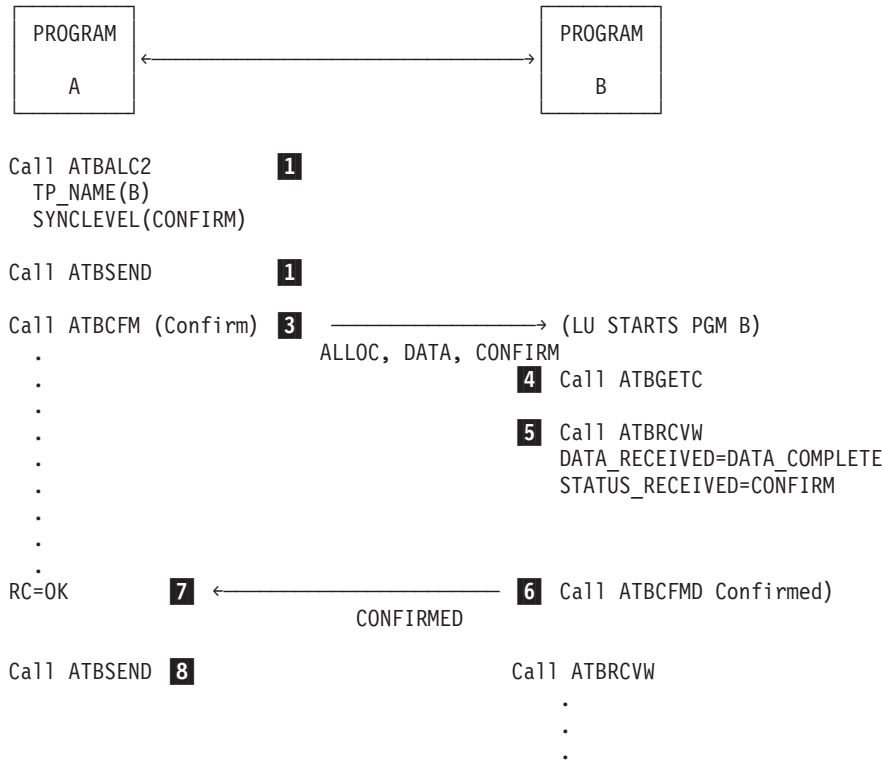 PROGRAM PROGRAM
A B
Call ATBALC2 1
TP_NAME(B)
SYNCLEVEL(CONFIRM)
Call ATBSEND 1
Call ATBCFM (Confirm) 3 (LU STARTS PGM B)
ALLOC, DATA, CONFIRM
4 Call ATBGETC
5 Call ATBRCVW
DATA_RECEIVED=DATA_COMPLETE
STATUS_RECEIVED=CONFIRM
RC=OK 7 6 Call ATBCFMD Confirmed)
CONFIRMED
Call ATBSEND 8 Call ATBRCVW